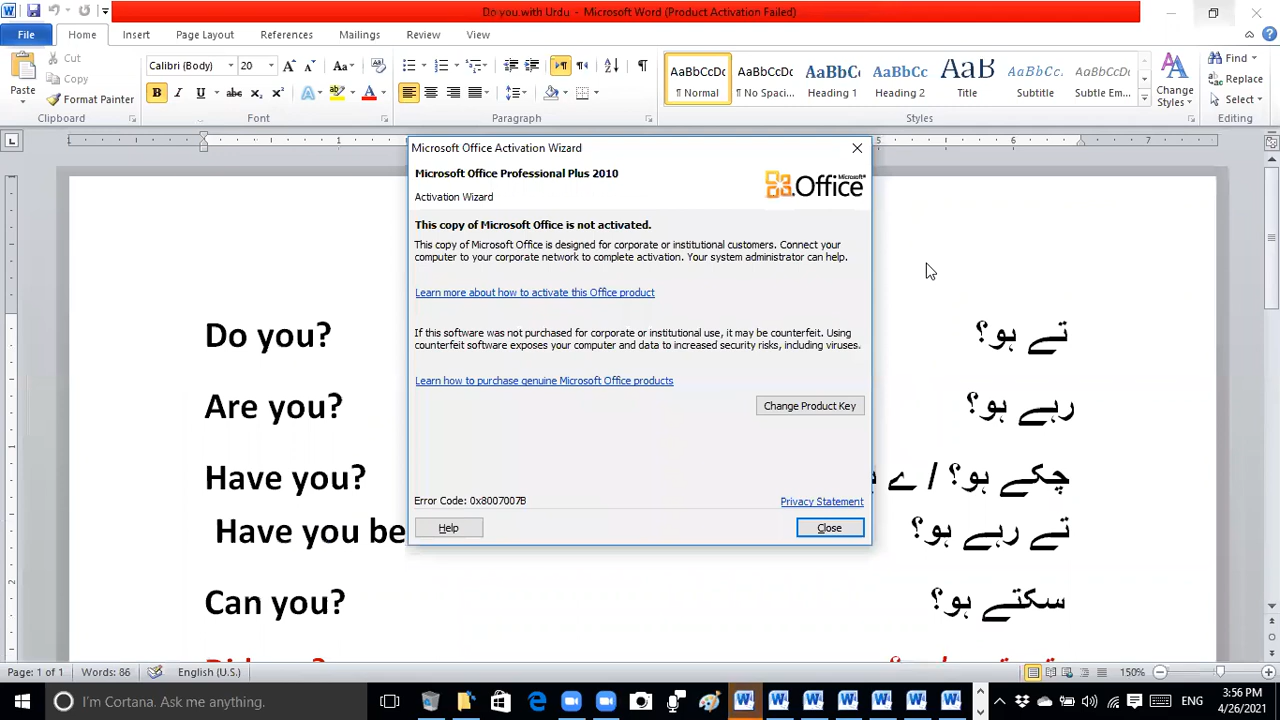 Do you.with Urdu - Microsoft Word (Product Activation Failed)
File Home Insert Page Layout References Mailings Review View
Paste
Cut
Copy
Format Painter
Clipboard
Calibri (Body) 20
Font
Paragraph
AaBbCcDc AaBbCcDc AaBbC AaBbCc AaB AaBbCc. AaBbCcDc
¶ Normal ¶ No Spaci... Heading 1 Heading 2 Title Subtitle Subtle Em...
Change Styles
Styles
Find
Replace
Select
Editing
Microsoft Office Activation Wizard
Microsoft Office Professional Plus 2010
Activation Wizard
Microsoft Office
This copy of Microsoft Office is not activated.
This copy of Microsoft Office is designed for corporate or institutional customers. Connect your
computer to your corporate network to complete activation. Your system administrator can help.
Learn more about how to activate this Office product
If this software was not purchased for corporate or institutional use, it may be counterfeit. Using
counterfeit software exposes your computer and data to increased security risks, including viruses.
Learn how to purchase genuine Microsoft Office products
Change Product Key
Error Code: 0x8007007B
Privacy Statement
Help Close
Do you? تے ہو؟
Are you? رہے ہو؟
Have you? چکے ہو؟ / ے
Have you be تے رہے ہو؟
Can you? سکتے ہو؟
Page: 1 of 1 Words: 86 English (U.S.) 150%
I'm Cortana. Ask me anything.
ENG
3:56 PM
4/26/2021